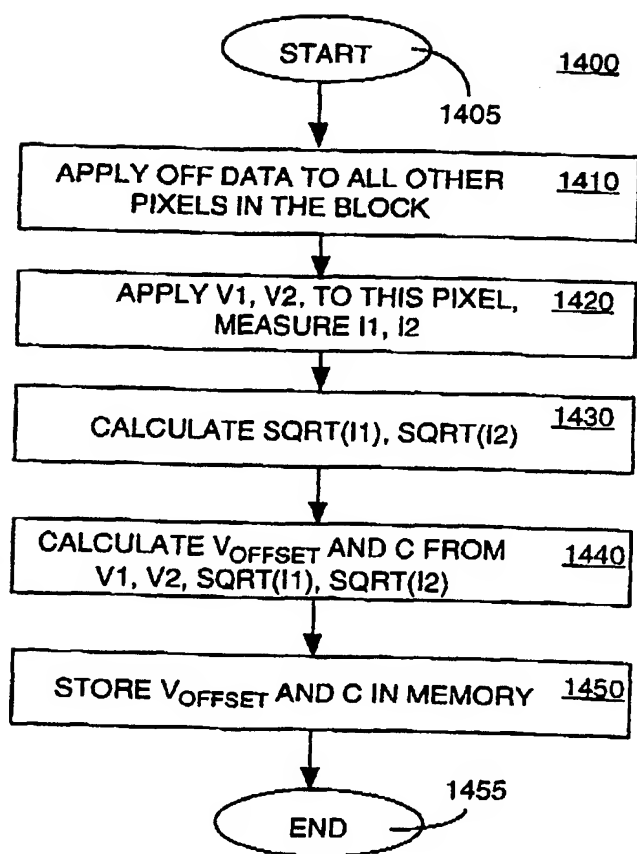 START
1400
1405
APPLY OFF DATA TO ALL OTHER 1410
PIXELS IN THE BLOCK
APPLY V1, V2, TO THIS PIXEL, 1420
MEASURE I1, I2
1430
CALCULATE SQRT(I1), SQRT(I2)
CALCULATE VOFFSET AND C FROM 1440
V1, V2, SQRT(I1), SQRT(I2)
STORE VOFFSET AND C IN MEMORY 1450
1455
END